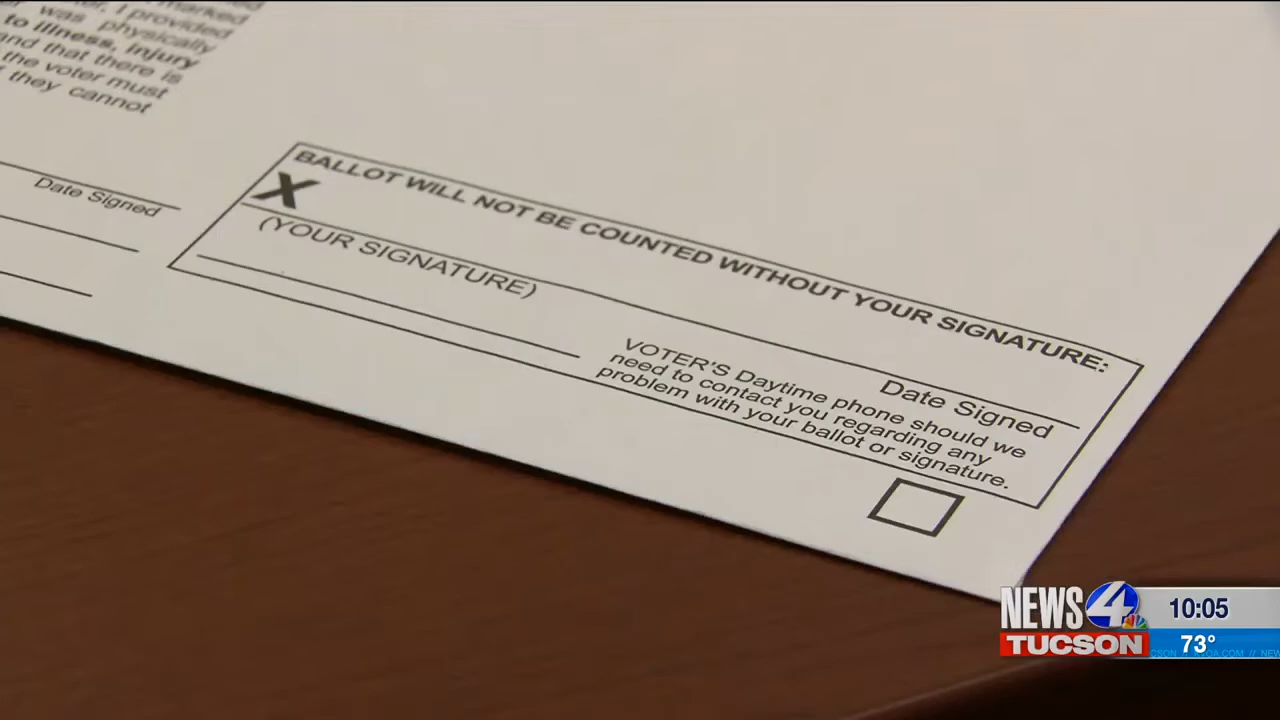 marked
I provided
was physically
to illness, injury
and that there is
the voter must
they cannot
Date Signed
BALLOT WILL NOT BE COUNTED WITHOUT YOUR SIGNATURE:
X
(YOUR SIGNATURE)
Date Signed
VOTER'S Daytime phone should we
need to contact you regarding any
problem with your ballot or signature.
NEWS 4
TUCSON
10:05
73°